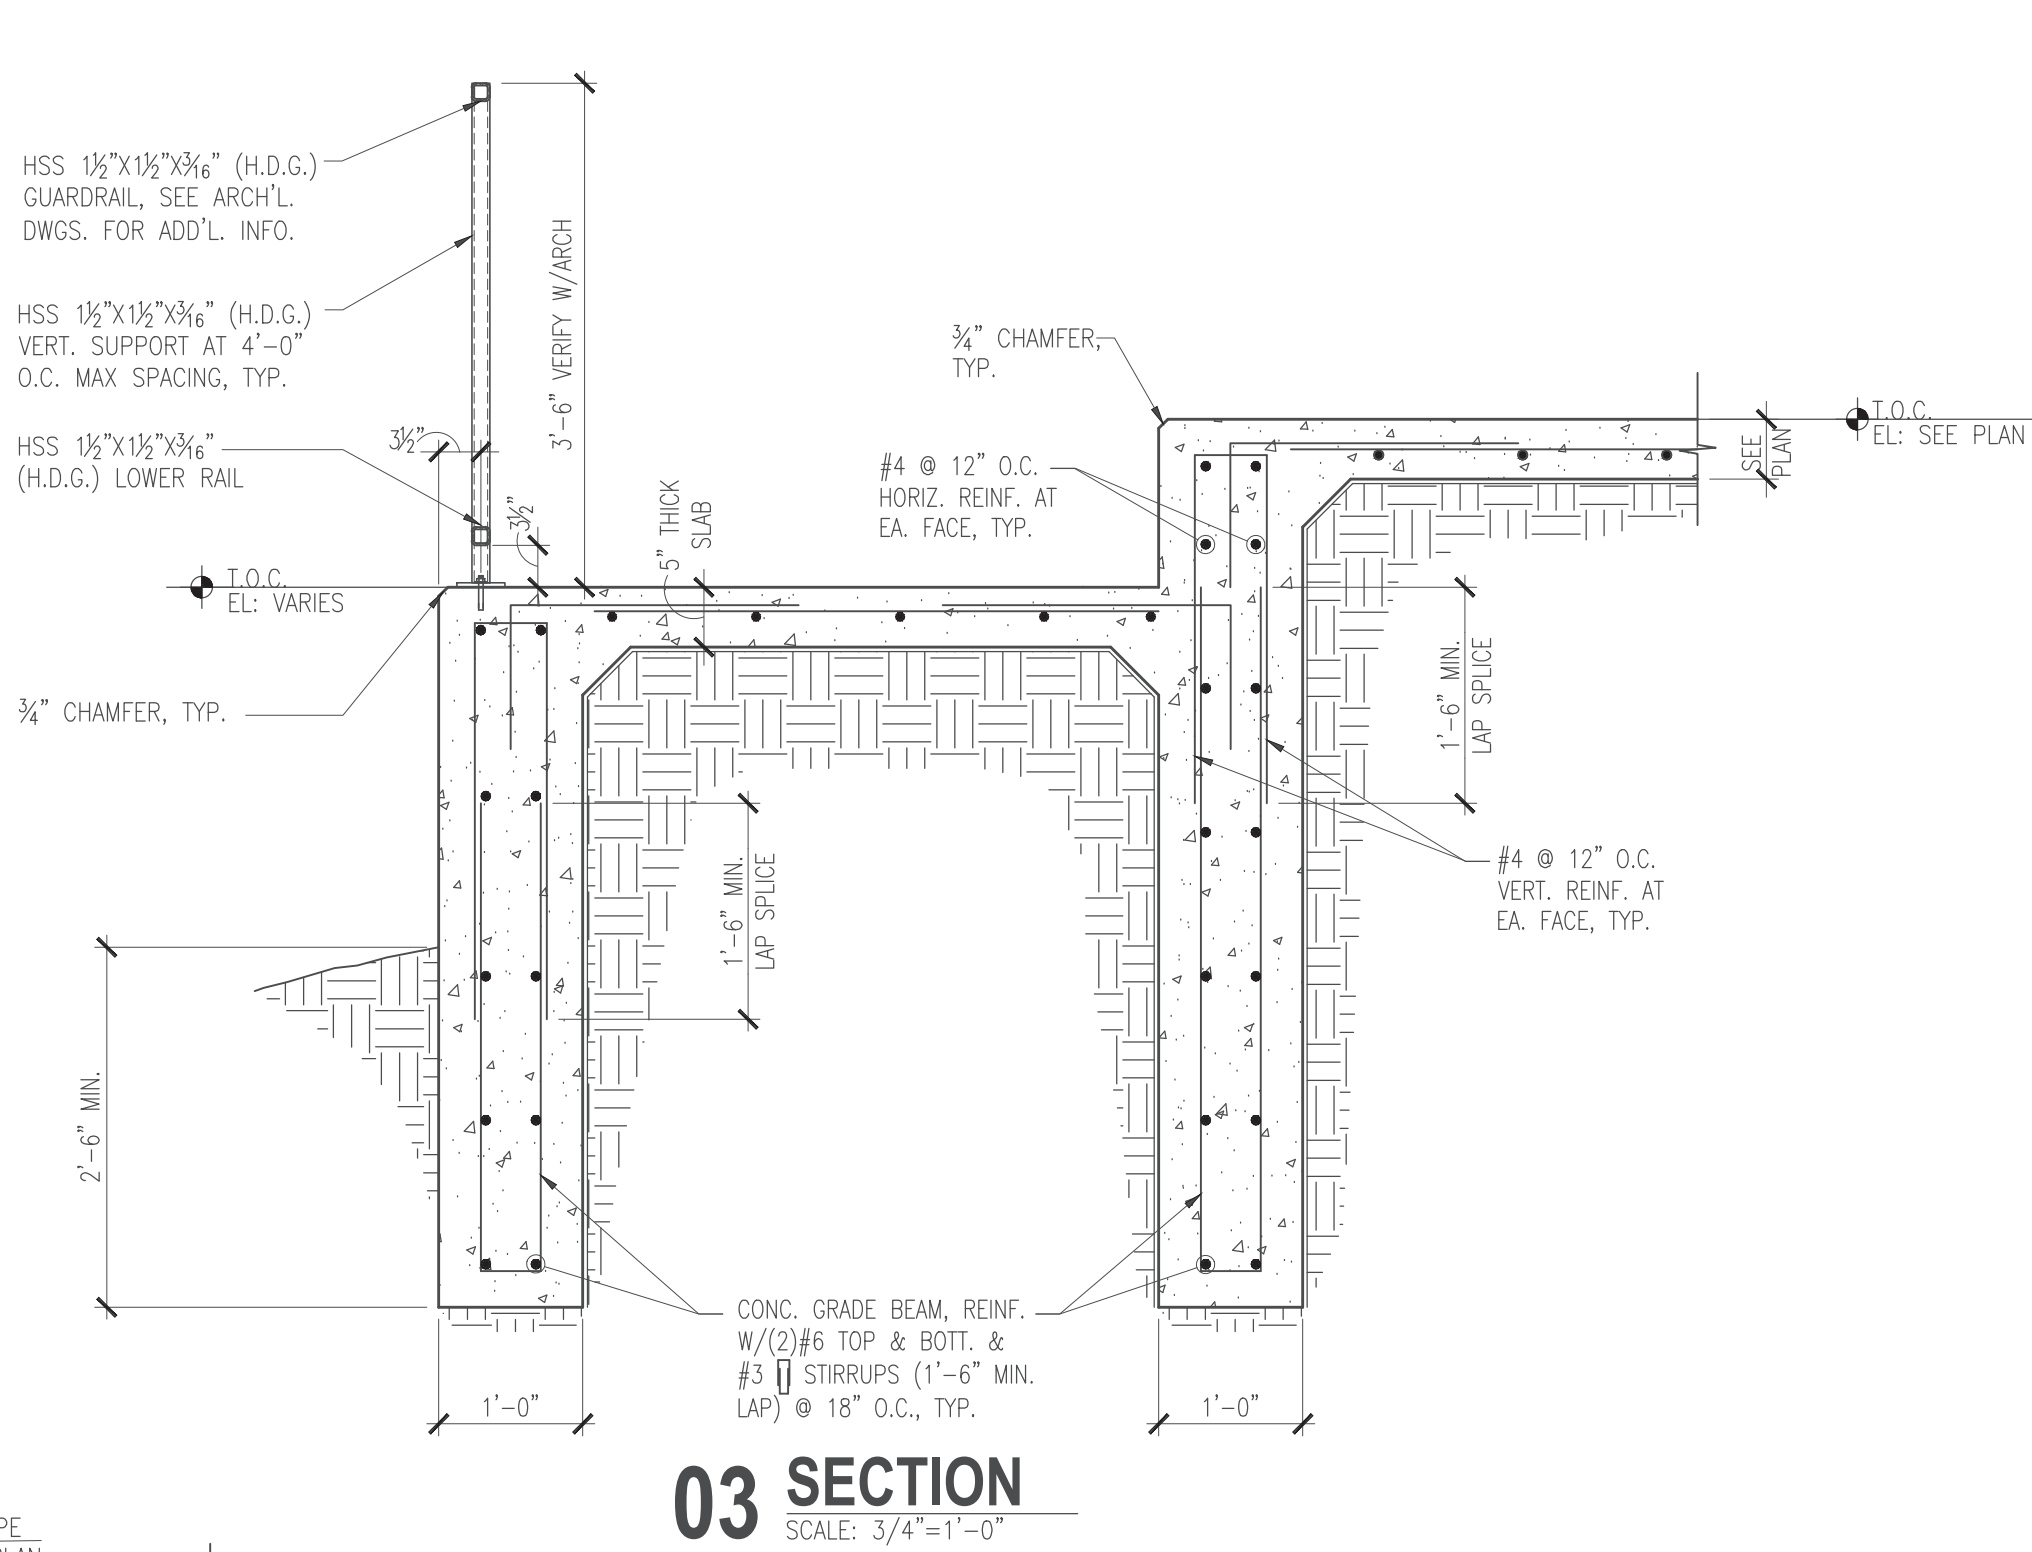 HSS 1½"X1½"X3⁄16" (H.D.G.)
GUARDRAIL, SEE ARCH'L.
DWGS. FOR ADD'L. INFO.
HSS 1½"X1½"X3⁄16" (H.D.G.)
VERT. SUPPORT AT 4'-0"
O.C. MAX SPACING, TYP.
HSS 1½"X1½"X3⁄16"
(H.D.G.) LOWER RAIL
3½"
3½"
3'-6" VERIFY W/ARCH
T.O.C.
EL: VARIES
5" THICK
SLAB
¾" CHAMFER,
TYP.
#4 @ 12" O.C.
HORIZ. REINF. AT
EA. FACE, TYP.
SEE
PLAN
T.O.C.
EL: SEE PLAN
¾" CHAMFER, TYP.
1'-6" MIN.
LAP SPLICE
1'-6" MIN.
LAP SPLICE
#4 @ 12" O.C.
VERT. REINF. AT
EA. FACE, TYP.
2'-6" MIN.
CONC. GRADE BEAM, REINF.
W/(2)#6 TOP & BOTT. &
#3 STIRRUPS (1'-6" MIN.
LAP) @ 18" O.C., TYP.
1'-0"
1'-0"
03 SECTION
SCALE: 3/4"=1'-0"
PE